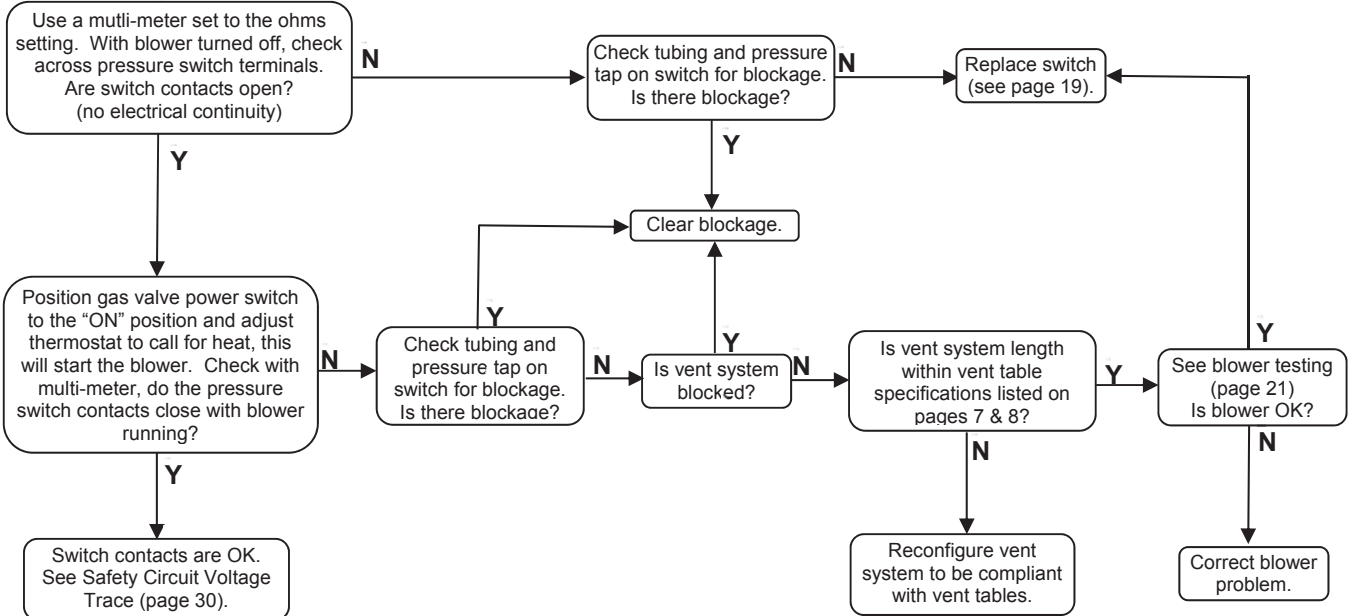 Use a mutli-meter set to the ohms
setting. With blower turned off, check
across pressure switch terminals.
Are switch contacts open?
(no electrical continuity)
N
Check tubing and pressure
tap on switch for blockage.
Is there blockage?
N
Replace switch
(see page 19).
Y
Y
Clear blockage.
Position gas valve power switch
to the “ON” position and adjust
thermostat to call for heat, this
will start the blower. Check with
multi-meter, do the pressure
switch contacts close with blower
running?
N
Y
Check tubing and
pressure tap on
switch for blockage.
Is there blockage?
N
Y
Is vent system
blocked?
N
Is vent system length
within vent table
specifications listed on
pages 7 & 8?
Y
Y
See blower testing
(page 21)
Is blower OK?
Y
N
N
Switch contacts are OK.
See Safety Circuit Voltage
Trace (page 30).
Reconfigure vent
system to be compliant
with vent tables.
Correct blower
problem.